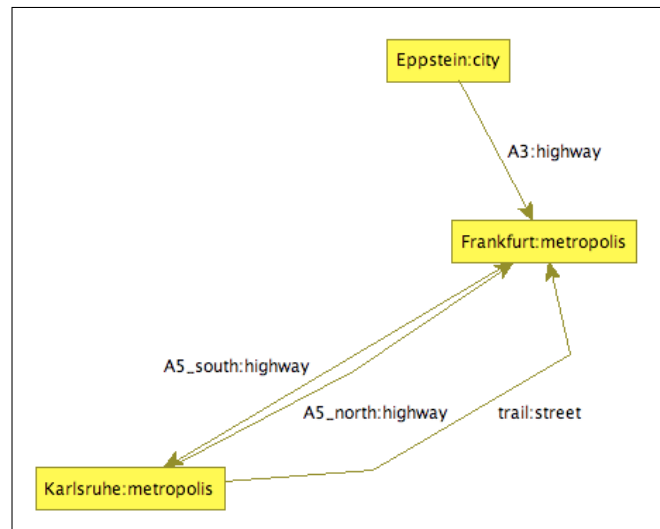 Eppstein:city
A3:highway
Frankfurt:metropolis
A5_south:highway
A5_north:highway
trail:street
Karlsruhe:metropolis